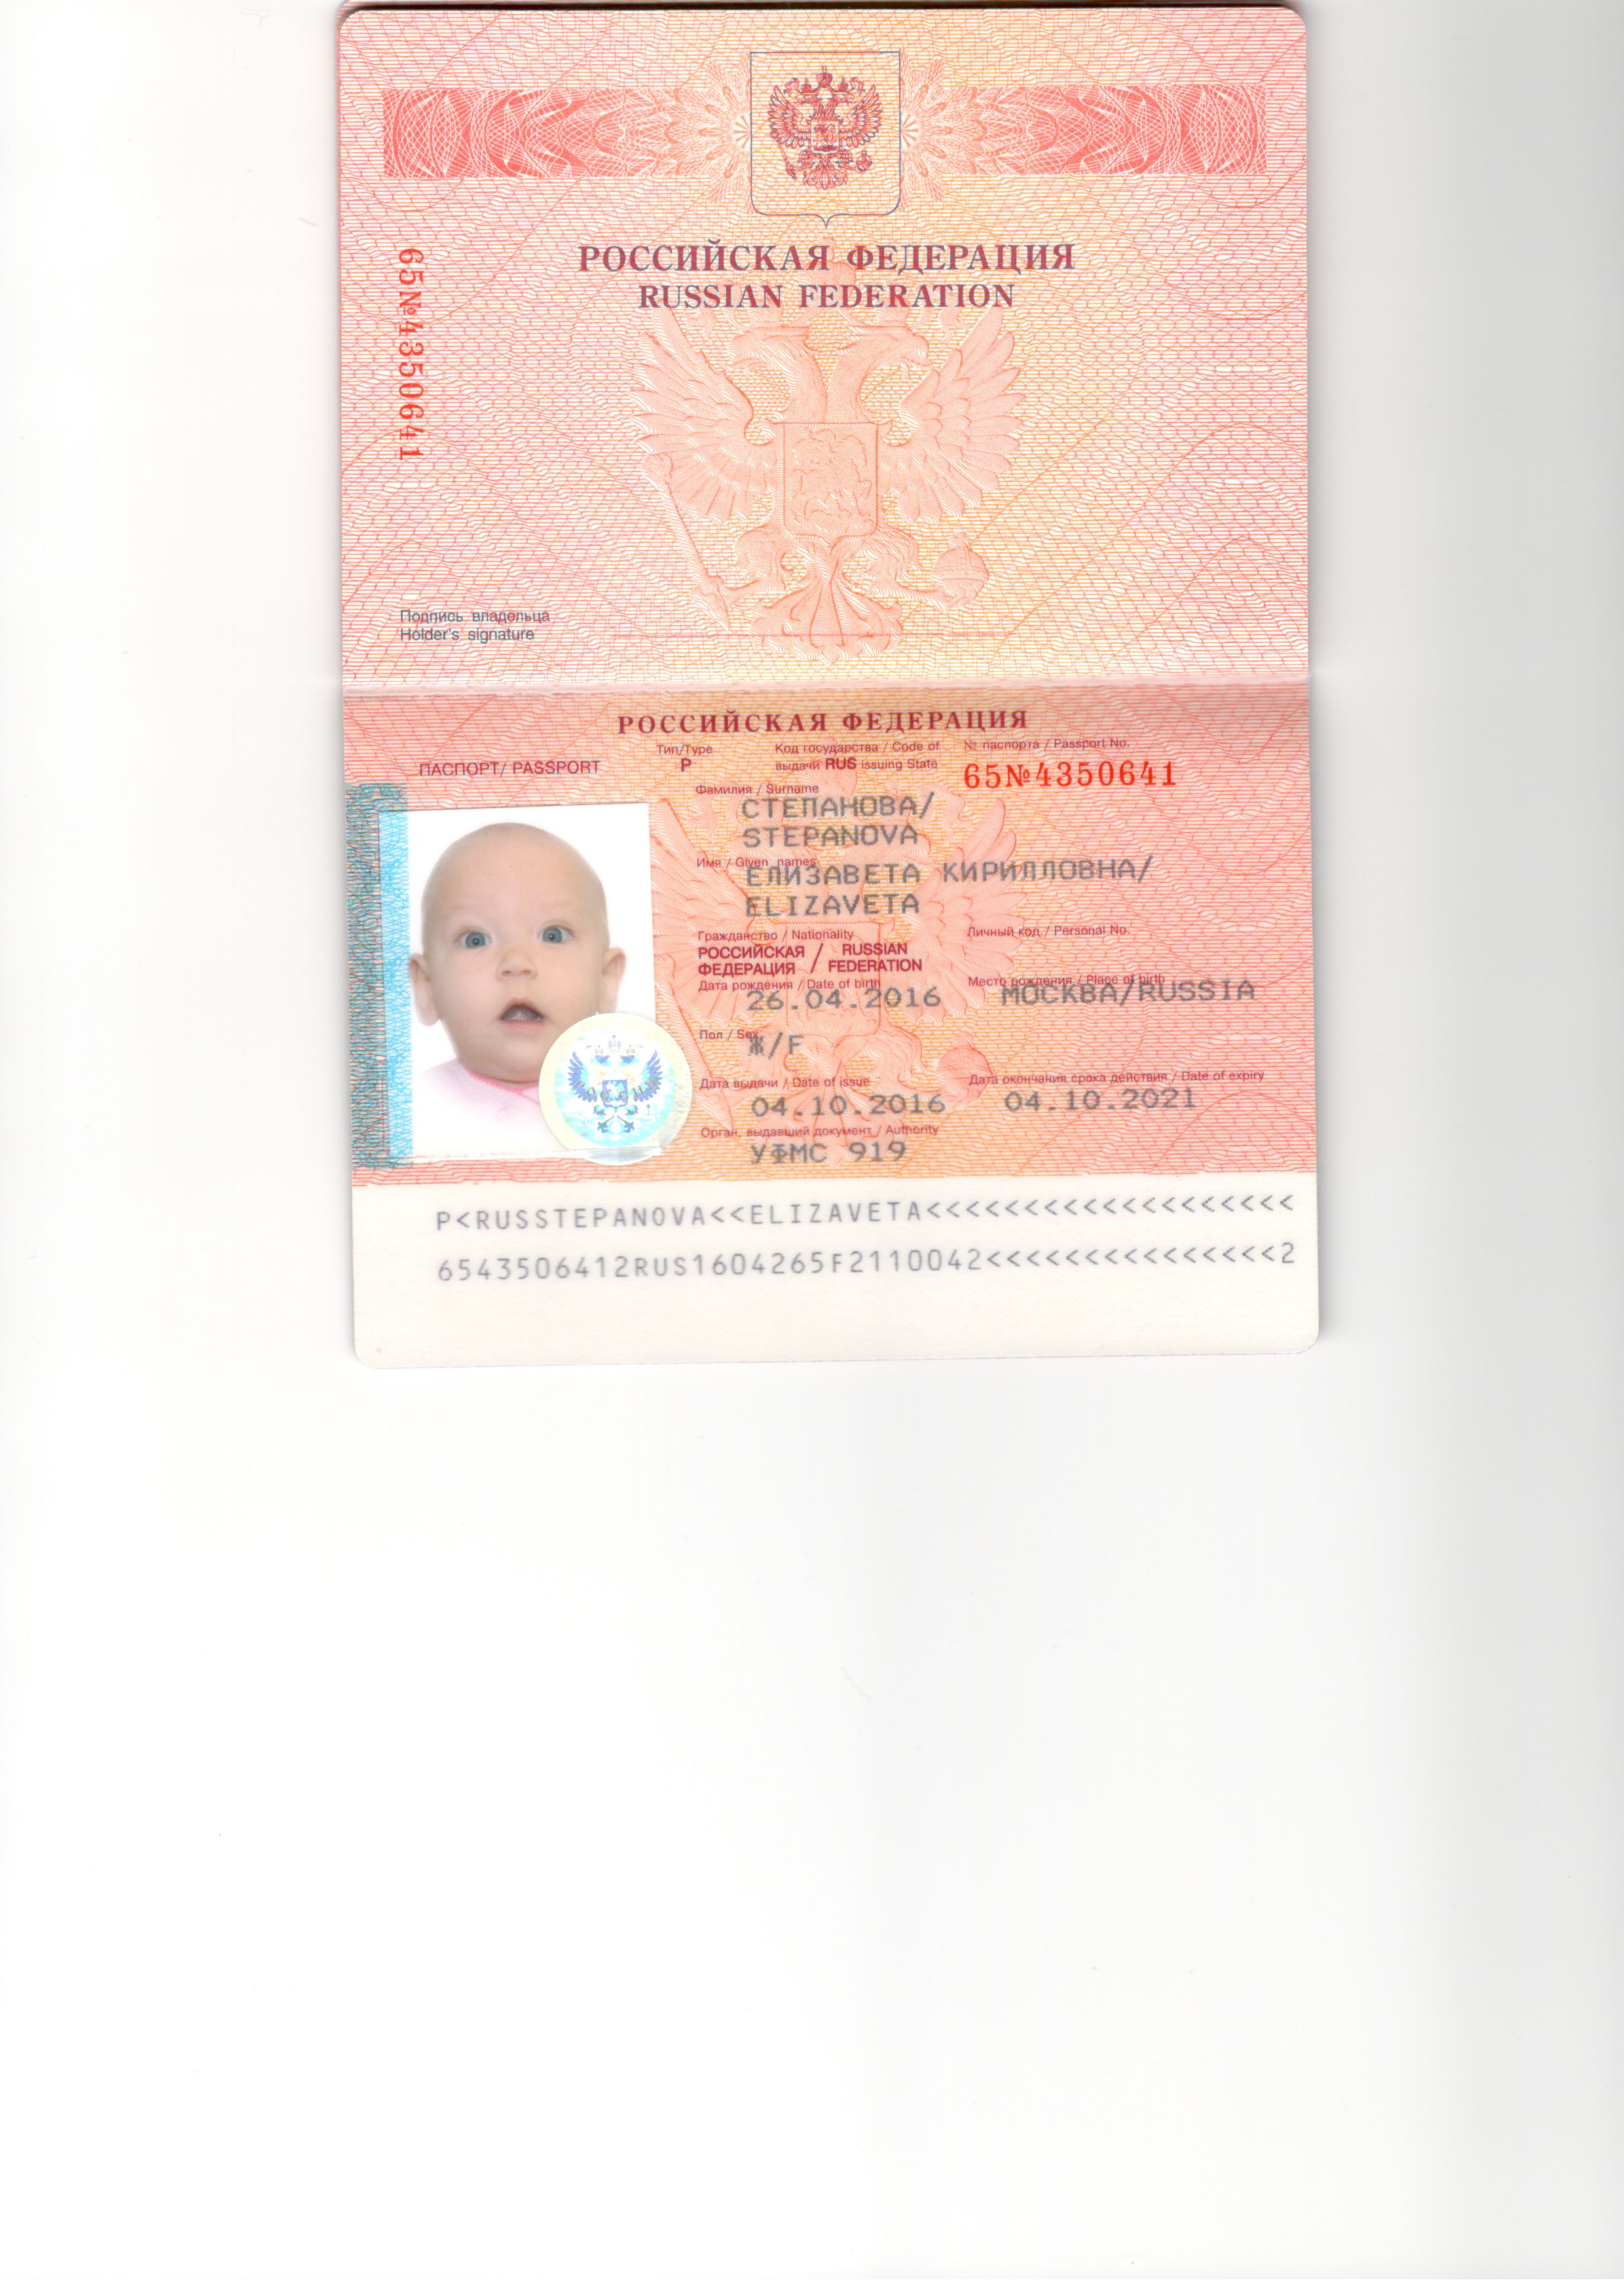 РОССИЙСКАЯ ФЕДЕРАЦИЯ
RUSSIAN FEDERATION
65№4350641
Подпись владельца
Holder's signature
РОССИЙСКАЯ ФЕДЕРАЦИЯ
ПАСПОРТ/ PASSPORT
Тип/Type
P
Код государства / Code of
выдачи RUS issuing State
№ паспорта / Passport No.
65№4350641
Фамилия / Surname
СТЕПАНОВА/
STEPANOVA
Имя / Given names
ЕЛИЗАВЕТА КИРИЛЛОВНА/
ELIZAVETA
Гражданство / Nationality
РОССИЙСКАЯ / RUSSIAN
ФЕДЕРАЦИЯ / FEDERATION
Личный код / Personal No.
Дата рождения / Date of birth
26.04.2016
Место рождения / Place of birth
МОСКВА/RUSSIA
Пол / Sex
Ж/F
Дата выдачи / Date of issue
04.10.2016
Дата окончания срока действия / Date of expiry
04.10.2021
Орган, выдавший документ / Authority
УФМС 919
P<RUSSTEPANOVA<<ELIZAVETA<<<<<<<<<<<<<<<<<<<
6543506412RUS1604265F2110042<<<<<<<<<<<<<<<2